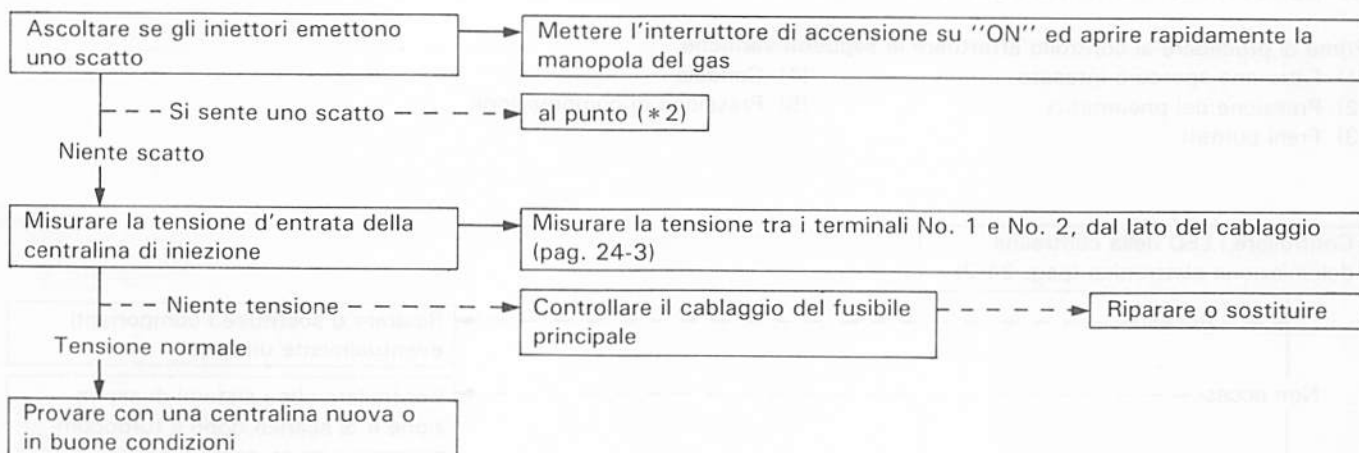 Ascoltare se gli iniettori emettono
uno scatto
Mettere l'interruttore di accensione su "ON" ed aprire rapidamente la
manopola del gas
Si sente uno scatto
al punto (*2)
Niente scatto
Misurare la tensione d'entrata della
centralina di iniezione
Misurare la tensione tra i terminali No. 1 e No. 2, dal lato del cablaggio
(pag. 24-3)
Niente tensione
Controllare il cablaggio del fusibile
principale
Riparare o sostituire
Tensione normale
Provare con una centralina nuova o
in buone condizioni